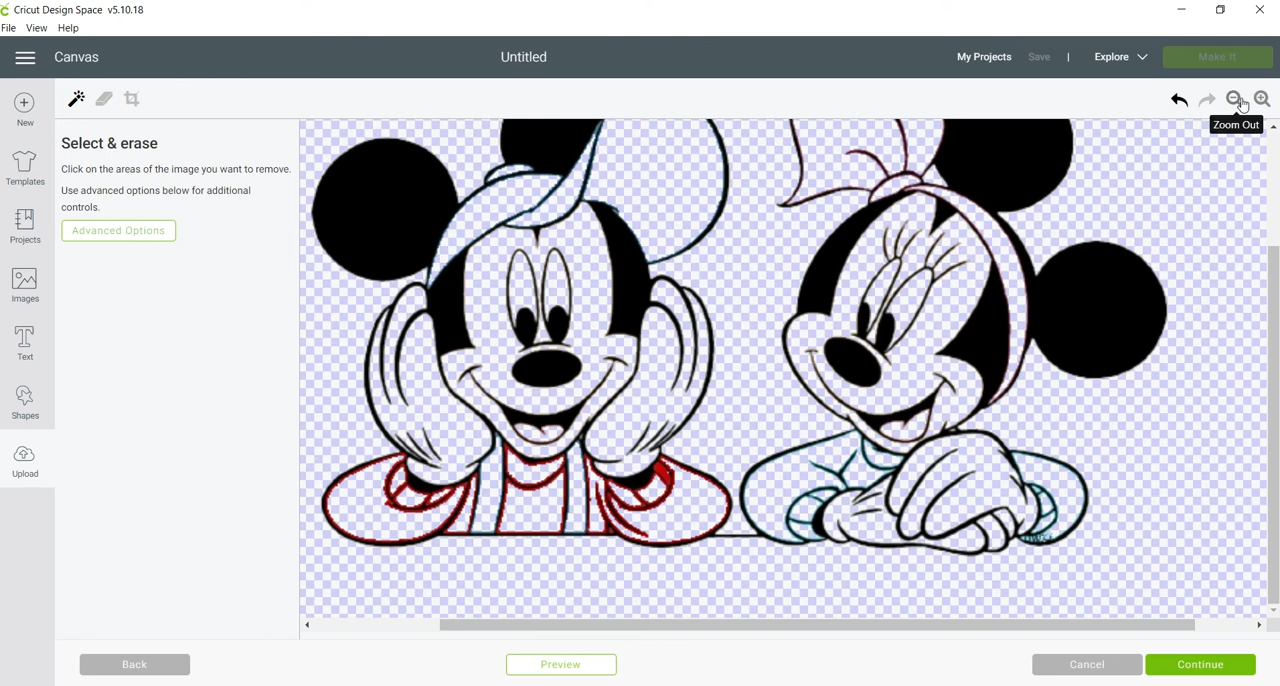 Cricut Design Space v5.10.18
File View Help
Canvas
Untitled
My Projects Save | Explore Make It
New
Templates
Projects
Images
Text
Shapes
Upload
Zoom Out
Select & erase
Click on the areas of the image you want to remove.
Use advanced options below for additional
controls.
Advanced Options
Back
Preview
Cancel
Continue